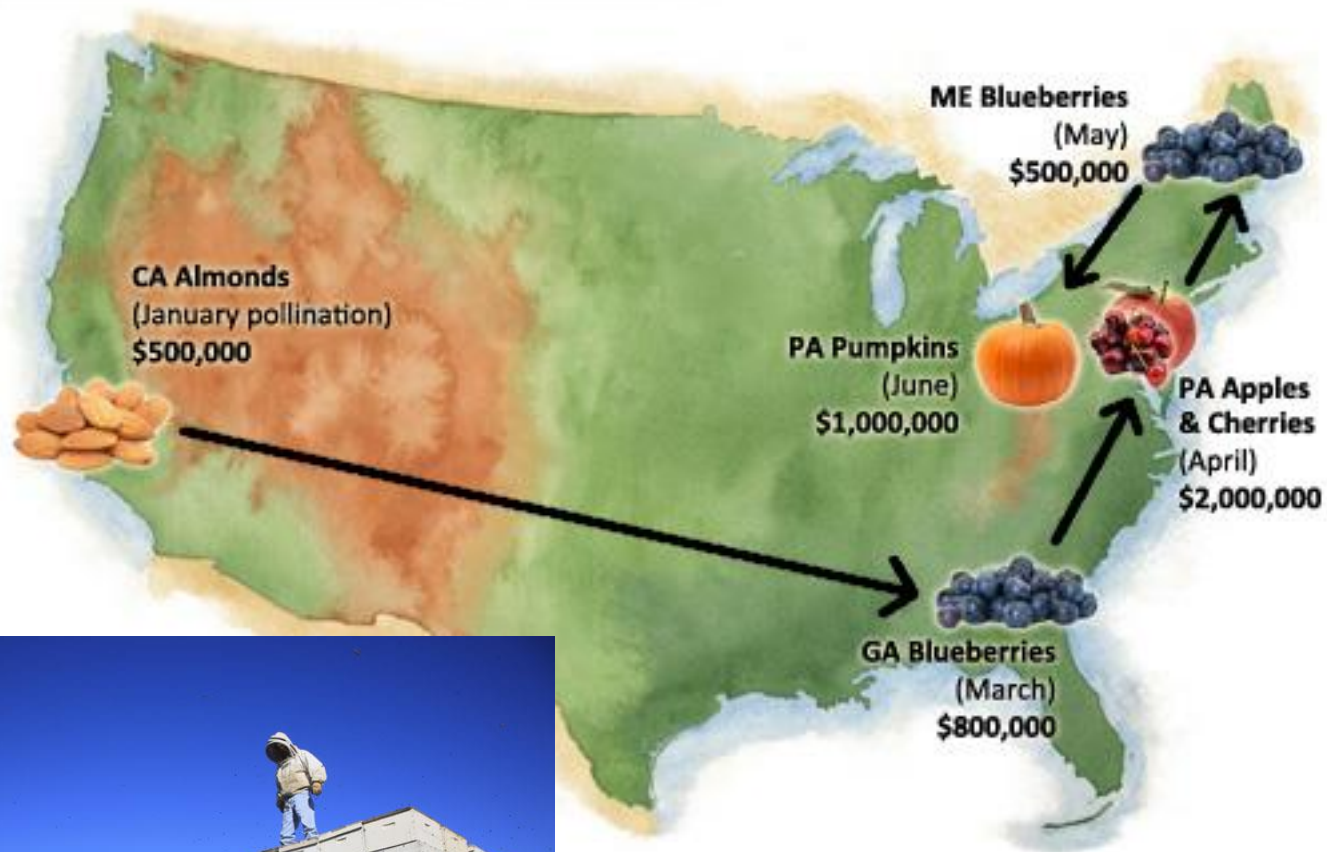 CA Almonds
(January pollination)
$500,000
GA Blueberries
(March)
$800,000
PA Apples
& Cherries
(April)
$2,000,000
ME Blueberries
(May)
$500,000
PA Pumpkins
(June)
$1,000,000